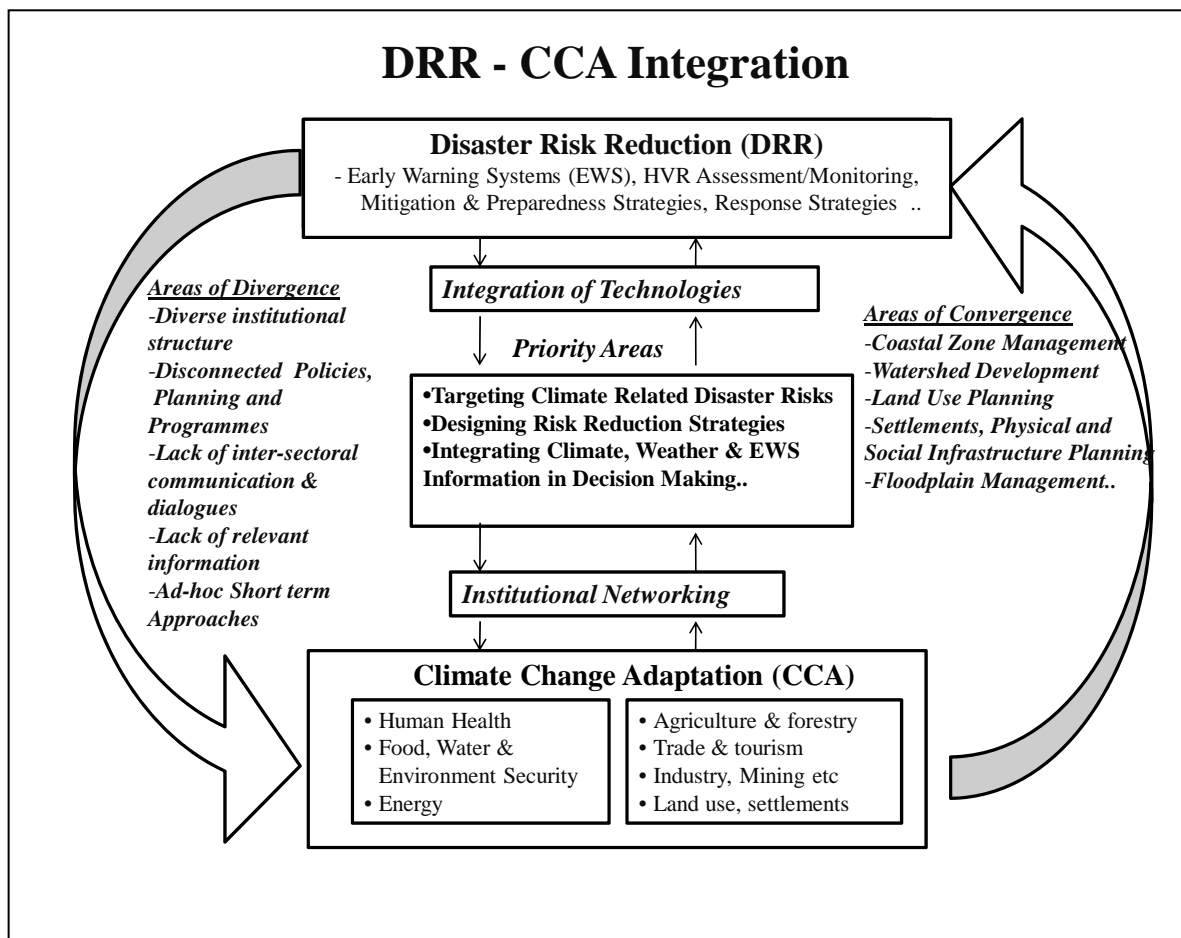 DRR - CCA Integration
Disaster Risk Reduction (DRR)
- Early Warning Systems (EWS), HVR Assessment/Monitoring,
Mitigation & Preparedness Strategies, Response Strategies ..
Integration of Technologies
Areas of Divergence
-Diverse institutional
structure
-Disconnected Policies,
Planning and
Programmes
-Lack of inter-sectoral
communication &
dialogues
-Lack of relevant
information
-Ad-hoc Short term
Approaches
Priority Areas
•Targeting Climate Related Disaster Risks
•Designing Risk Reduction Strategies
•Integrating Climate, Weather & EWS
Information in Decision Making..
Areas of Convergence
-Coastal Zone Management
-Watershed Development
-Land Use Planning
-Settlements, Physical and
Social Infrastructure Planning
-Floodplain Management..
Institutional Networking
Climate Change Adaptation (CCA)
• Human Health
• Food, Water &
Environment Security
• Energy
• Agriculture & forestry
• Trade & tourism
• Industry, Mining etc
• Land use, settlements